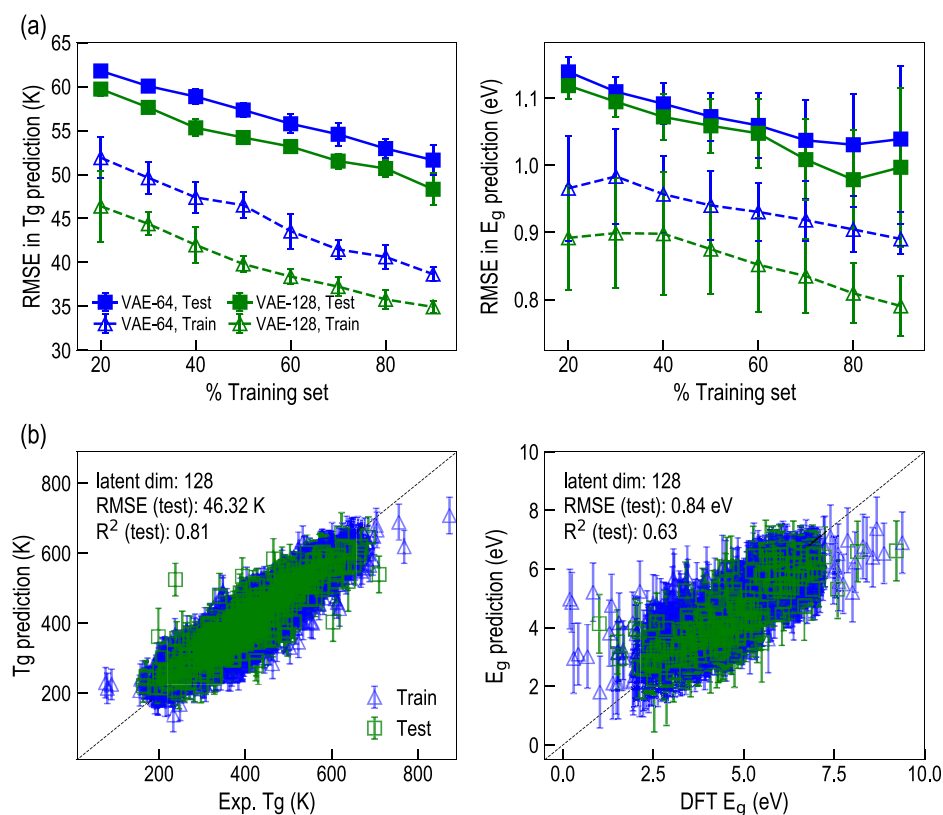 (a)
RMSE in Tg prediction (K)
65
60
55
50
45
40
35
30
VAE-64, Test
VAE-128, Test
VAE-64, Train
VAE-128, Train
20
40
60
80
% Training set
RMSE in Eg prediction (eV)
1.1
1.0
0.9
0.8
20
40
60
80
% Training set
(b)
Tg prediction (K)
800
600
400
200
latent dim: 128
RMSE (test): 46.32 K
R² (test): 0.81
Train
Test
200
400
600
800
Exp. Tg (K)
Eg prediction (eV)
10
8
6
4
2
0
latent dim: 128
RMSE (test): 0.84 eV
R² (test): 0.63
0.0
2.5
5.0
7.5
10.0
DFT Eg (eV)